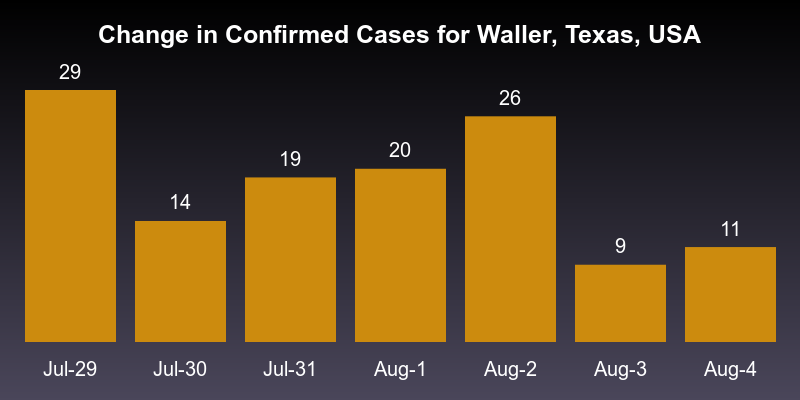 Change in Confirmed Cases for Waller, Texas, USA
29
14
19
20
26
9
11
Jul-29
Jul-30
Jul-31
Aug-1
Aug-2
Aug-3
Aug-4